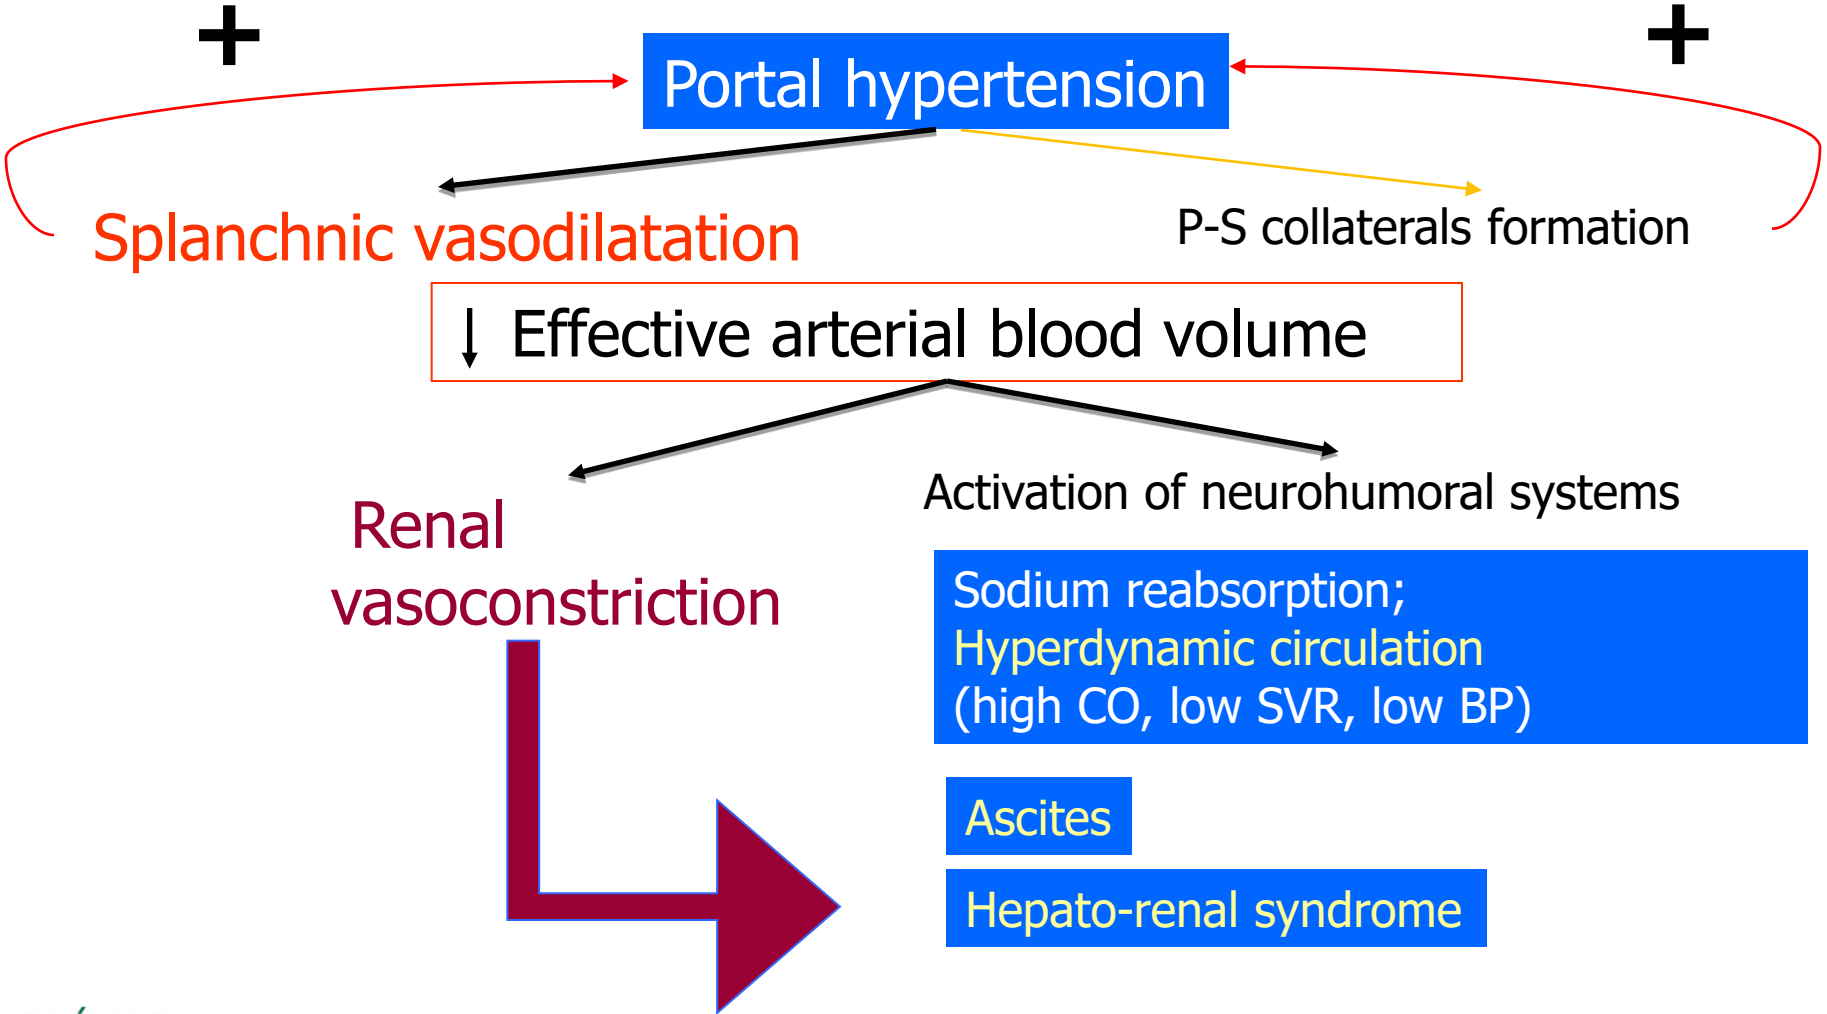 +
+
Portal hypertension
Splanchnic vasodilatation
P-S collaterals formation
↓ Effective arterial blood volume
Renal
vasoconstriction
Activation of neurohumoral systems
Sodium reabsorption;
Hyperdynamic circulation
(high CO, low SVR, low BP)
Ascites
Hepato-renal syndrome